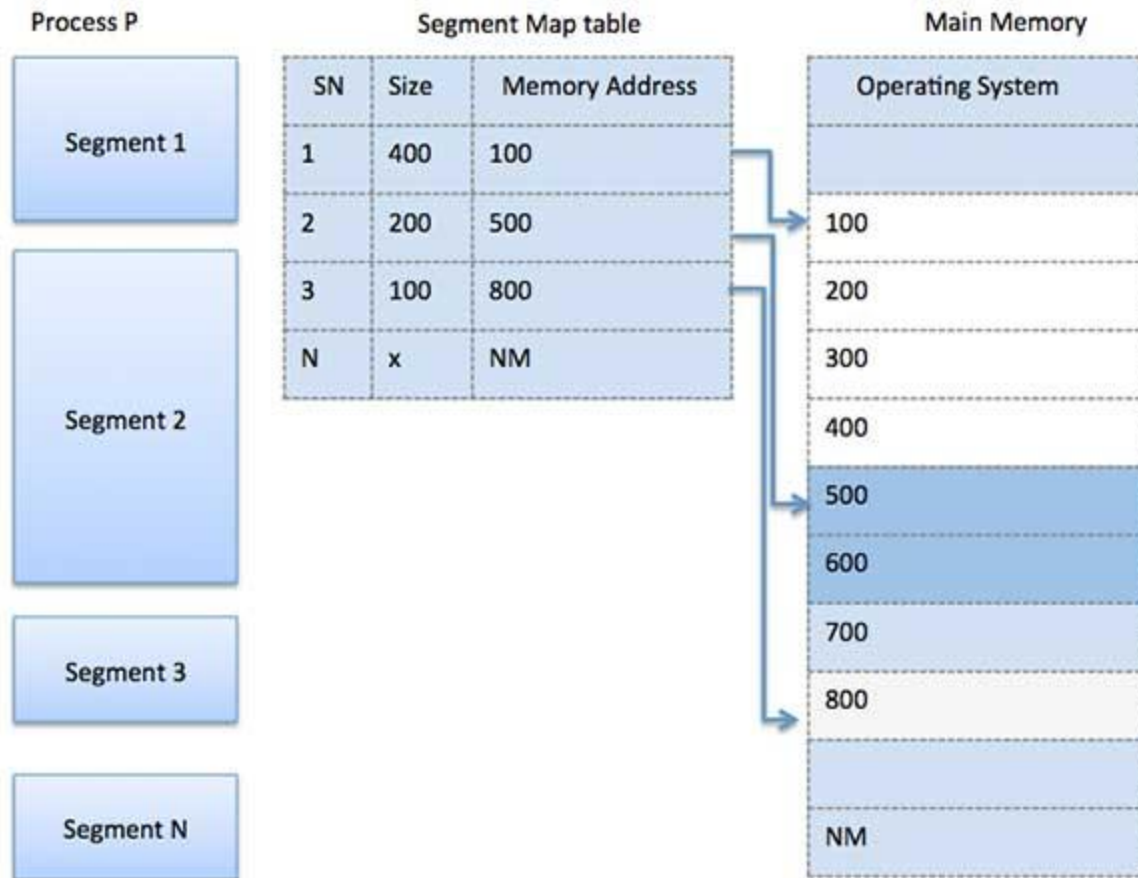 Process P
Segment 1
Segment 2
Segment 3
Segment N
Segment Map table
SN Size Memory Address
1 400 100
2 200 500
3 100 800
N x NM
Main Memory
Operating System
100
200
300
400
500
600
700
800
NM